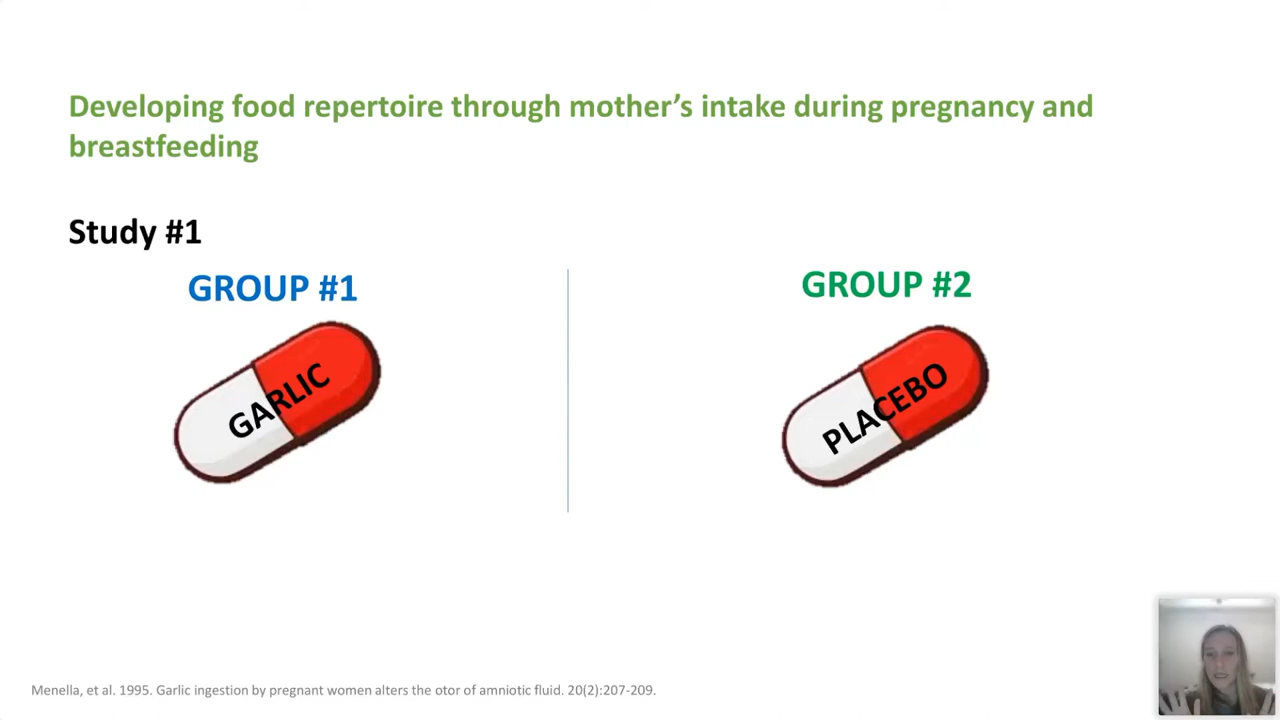 Developing food repertoire through mother’s intake during pregnancy and
breastfeeding
Study #1
GROUP #1
GROUP #2
GARLIC
PLACEBO
Menella, et al. 1995. Garlic ingestion by pregnant women alters the otor of amniotic fluid. 20(2):207-209.